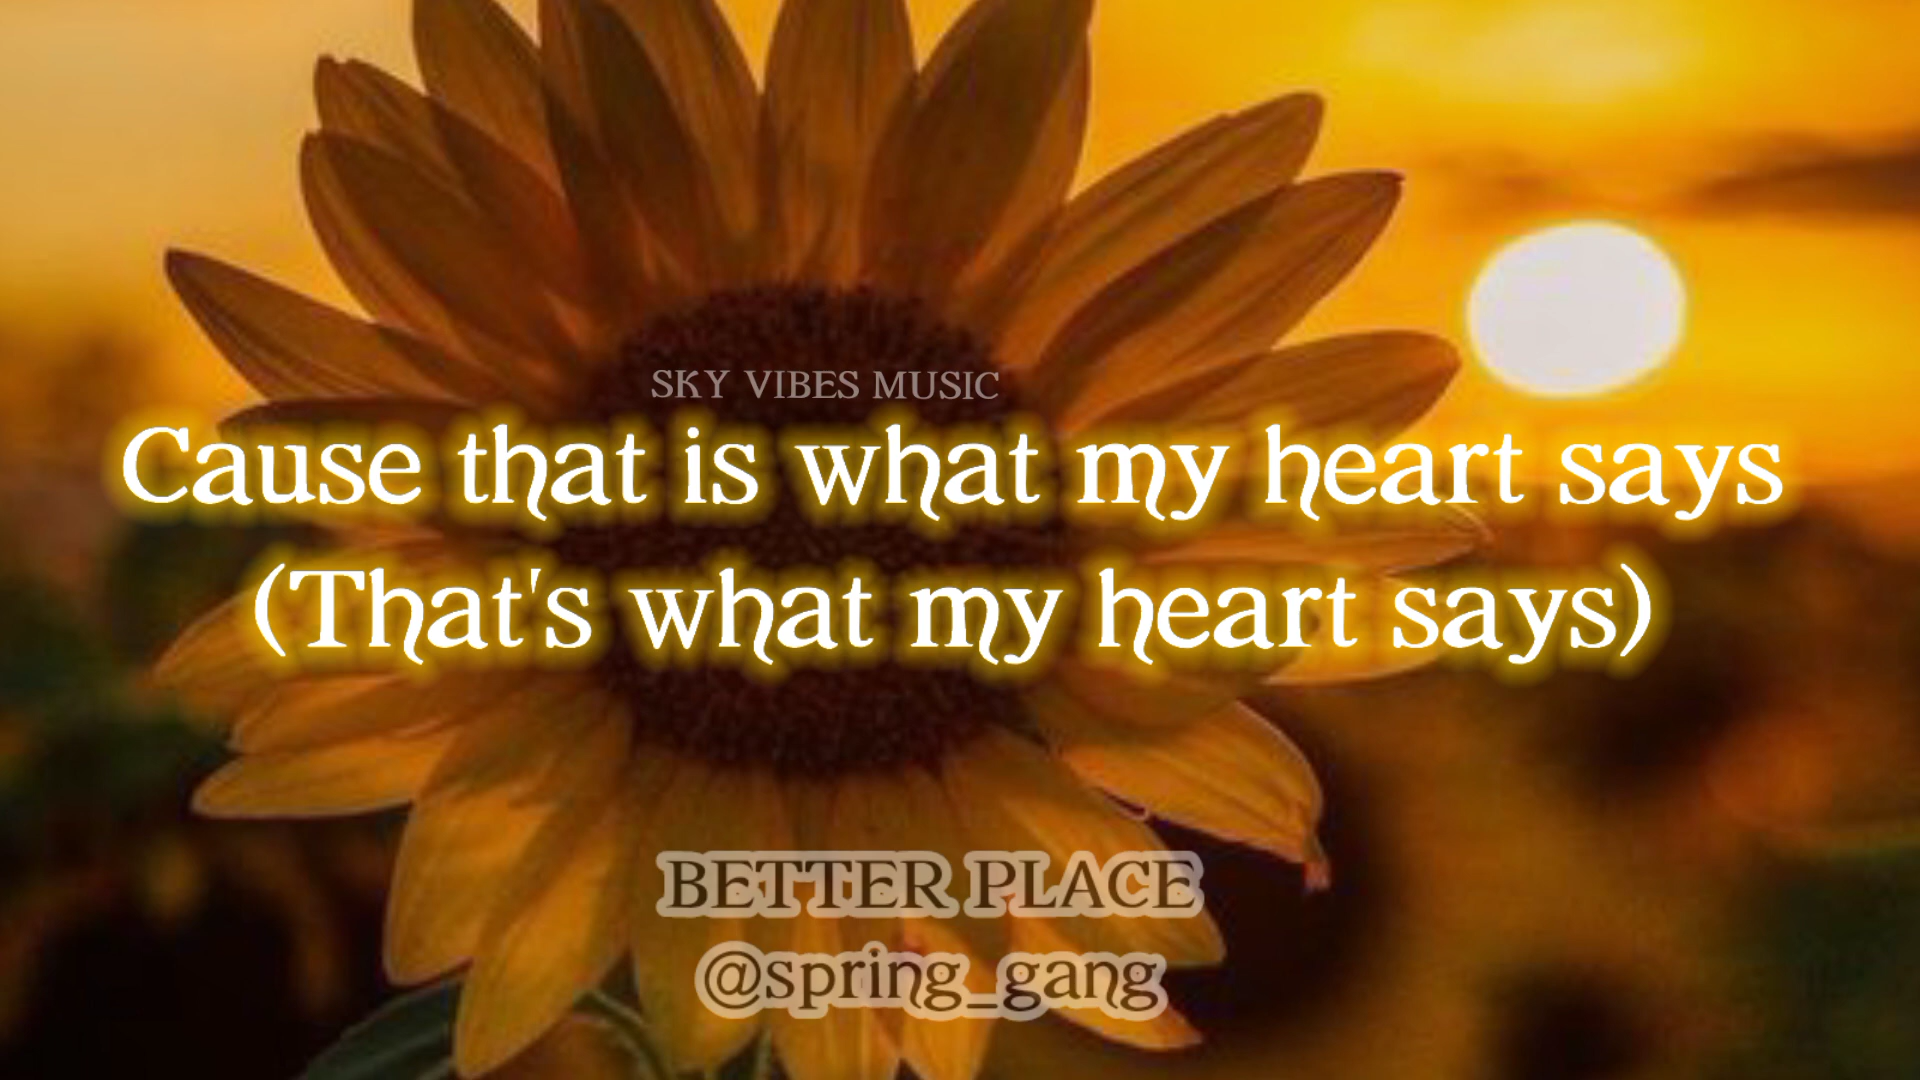 SKY VIBES MUSIC
Cause that is what my heart says
(That's what my heart says)
BETTER PLACE
@spring_gang